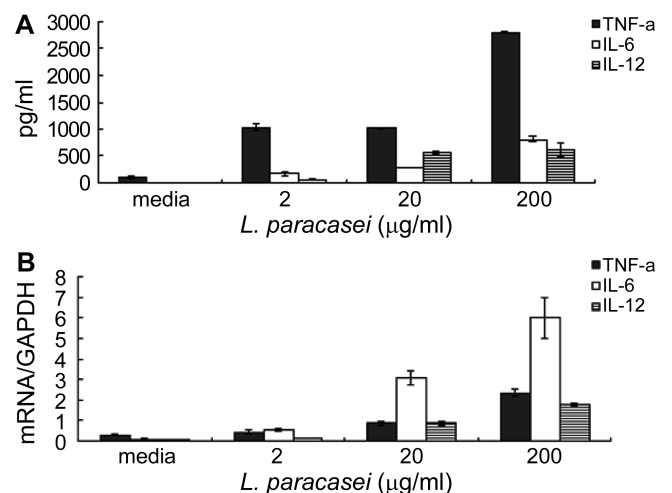 A
TNF-a
IL-6
IL-12
pg/ml
3000
2500
2000
1500
1000
500
0
media 2 20 200
L. paracasei (μg/ml)
B
TNF-a
IL-6
IL-12
mRNA/GAPDH
8
7
6
5
4
3
2
1
0
media 2 20 200
L. paracasei (μg/ml)